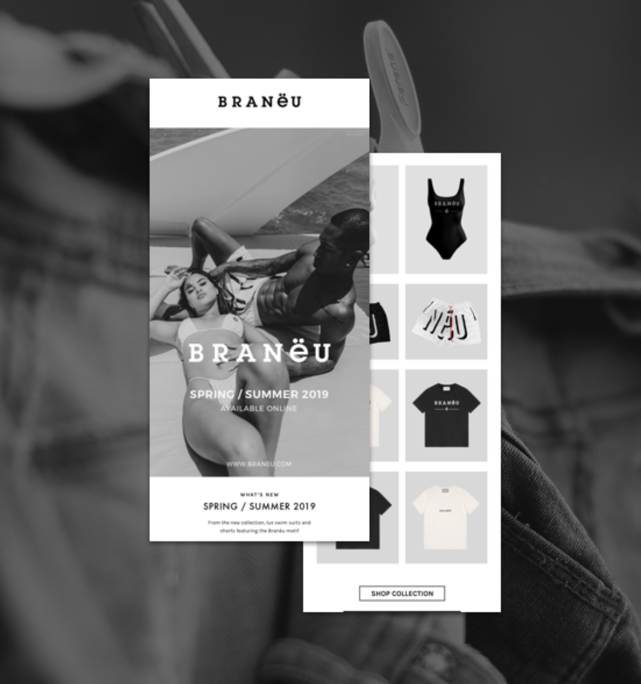 BRANëU
BRANëU
SPRING / SUMMER 2019
AVAILABLE ONLINE
WWW.BRANEU.COM
WHAT'S NEW
SPRING / SUMMER 2019
From the new collection, lux swim suits and
shorts featuring the Branëu motif
BRANëU
NËU
BRANëU
SHOP COLLECTION